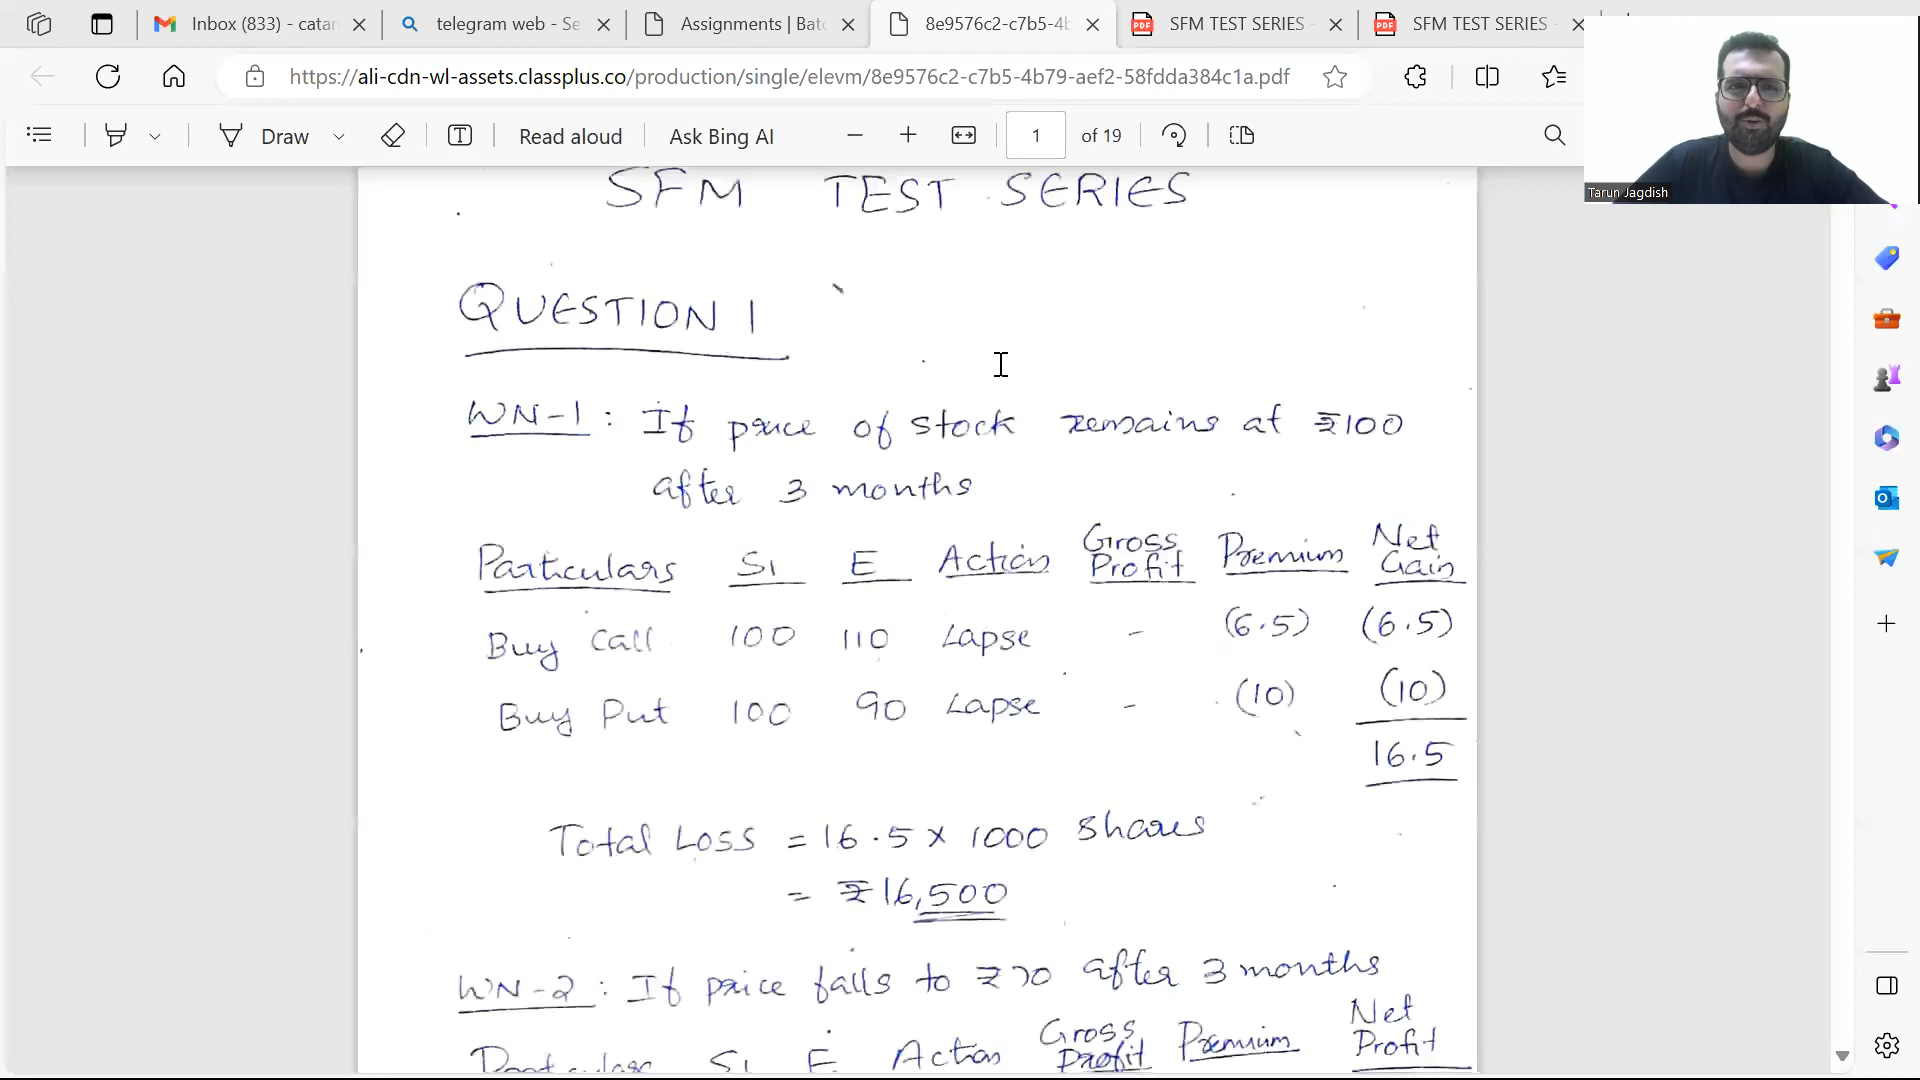 Inbox (833) - catar
telegram web - Se
Assignments | Batc
8e9576c2-c7b5-4b
SFM TEST SERIES -
SFM TEST SERIES -
https://ali-cdn-wl-assets.classplus.co/production/single/elevm/8e9576c2-c7b5-4b79-aef2-58fdda384c1a.pdf
Draw
Read aloud
Ask Bing AI
1 of 19
Tarun Jagdish
SFM TEST SERIES
QUESTION 1
WN-1 : If price of stock remains at ₹100
after 3 months
Particulars S1 E Action Gross Profit Premium Net Gain
Buy Call 100 110 Lapse - (6.5) (6.5)
Buy Put 100 90 Lapse - (10) (10)
16.5
Total Loss = 16.5 × 1000 shares
= ₹16,500
WN-2 : If price falls to ₹70 after 3 months
Particulars S1 E Action Gross Profit Premium Net Profit